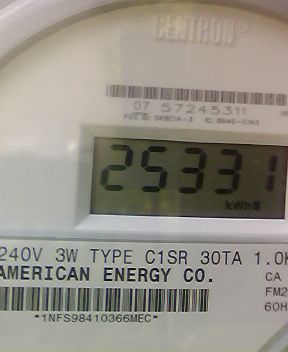 CENTRON
07 57245311
25331
kWh
240V 3W TYPE C1SR 30TA 1.0K
AMERICAN ENERGY CO.
CA
FM2
60H
*1NFS98410366MEC*